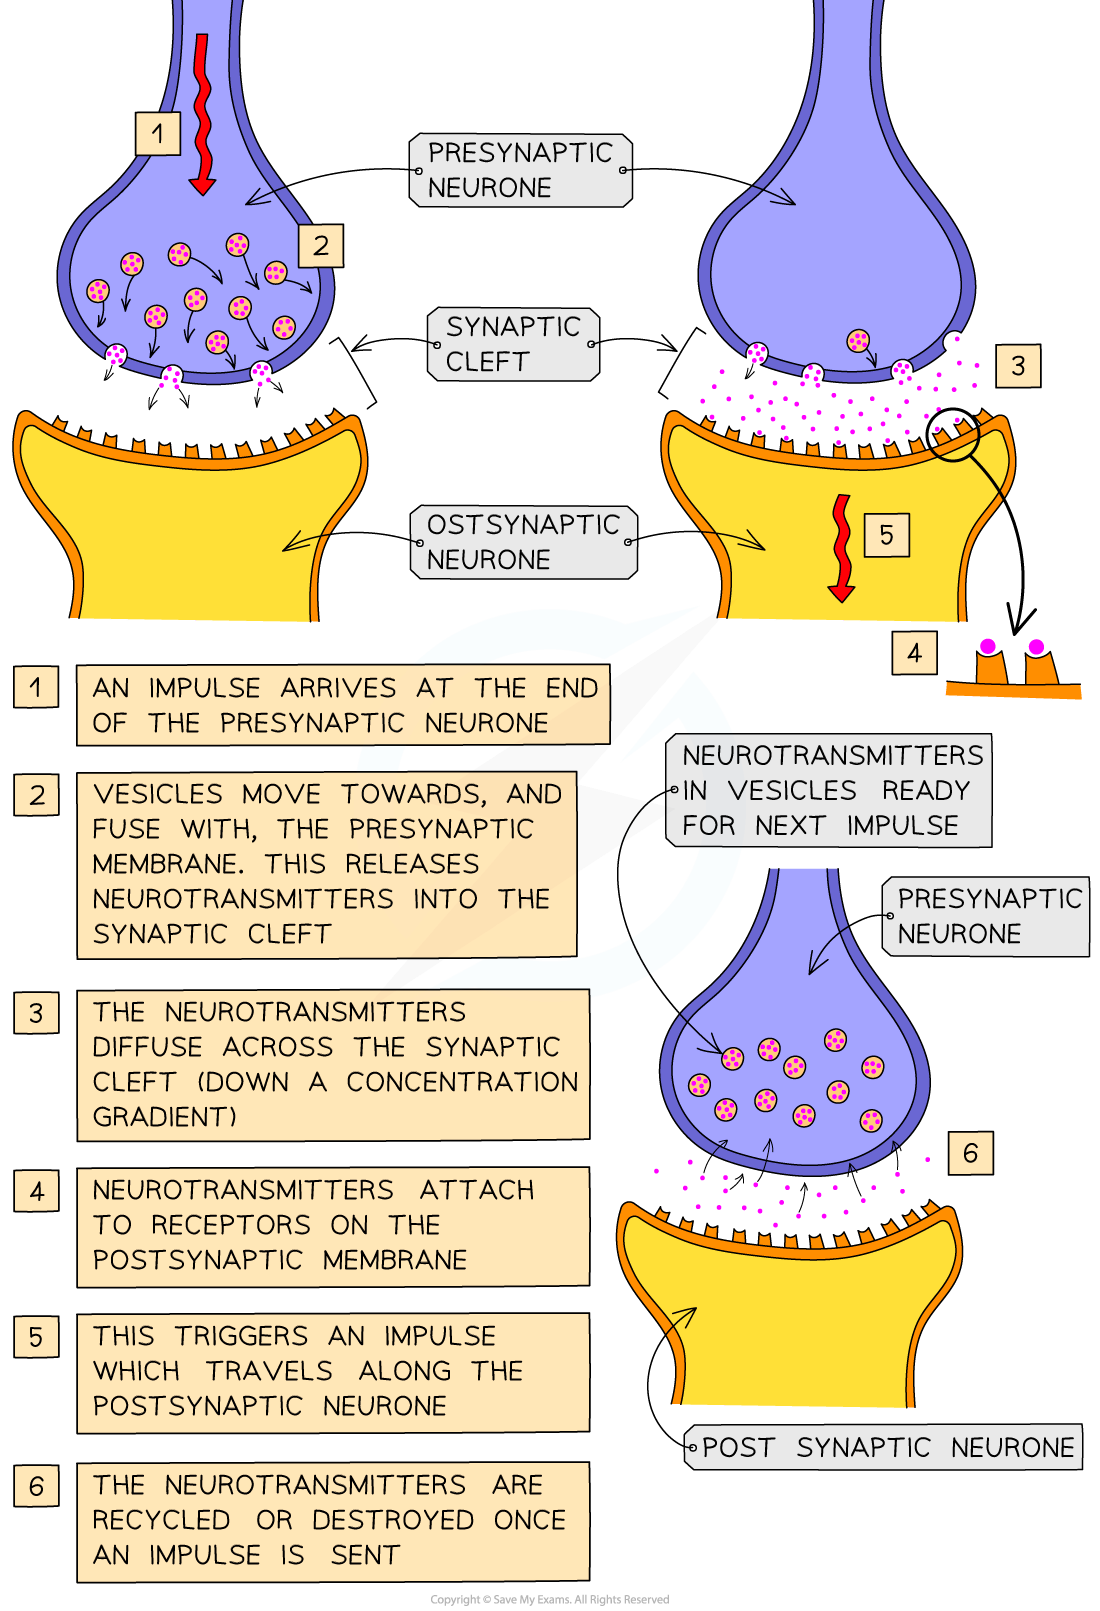 1
PRESYNAPTIC
NEURONE
2
SYNAPTIC
CLEFT
3
OSTSYNAPTIC
NEURONE
5
4
1
AN IMPULSE ARRIVES AT THE END
OF THE PRESYNAPTIC NEURONE
2
VESICLES MOVE TOWARDS, AND
FUSE WITH, THE PRESYNAPTIC
MEMBRANE. THIS RELEASES
NEUROTRANSMITTERS INTO THE
SYNAPTIC CLEFT
3
THE NEUROTRANSMITTERS
DIFFUSE ACROSS THE SYNAPTIC
CLEFT (DOWN A CONCENTRATION
GRADIENT)
4
NEUROTRANSMITTERS ATTACH
TO RECEPTORS ON THE
POSTSYNAPTIC MEMBRANE
5
THIS TRIGGERS AN IMPULSE
WHICH TRAVELS ALONG THE
POSTSYNAPTIC NEURONE
6
THE NEUROTRANSMITTERS ARE
RECYCLED OR DESTROYED ONCE
AN IMPULSE IS SENT
NEUROTRANSMITTERS
IN VESICLES READY
FOR NEXT IMPULSE
PRESYNAPTIC
NEURONE
6
POST SYNAPTIC NEURONE
Copyright © Save My Exams. All Rights Reserved